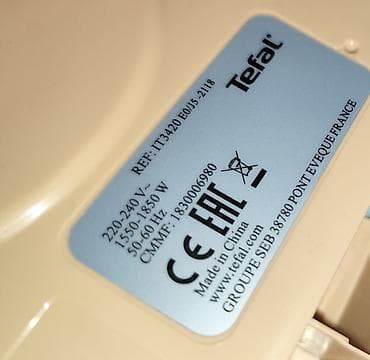 Tefal
REF: IT3420 E0/J5 -2118
220-240 V~
1550-1850 W
50-60 Hz
CMMF: 1830006980
CE EAC
Made in China
www.tefal.com
GROUPE SEB 38780 PONT EVEQUE FRANCE